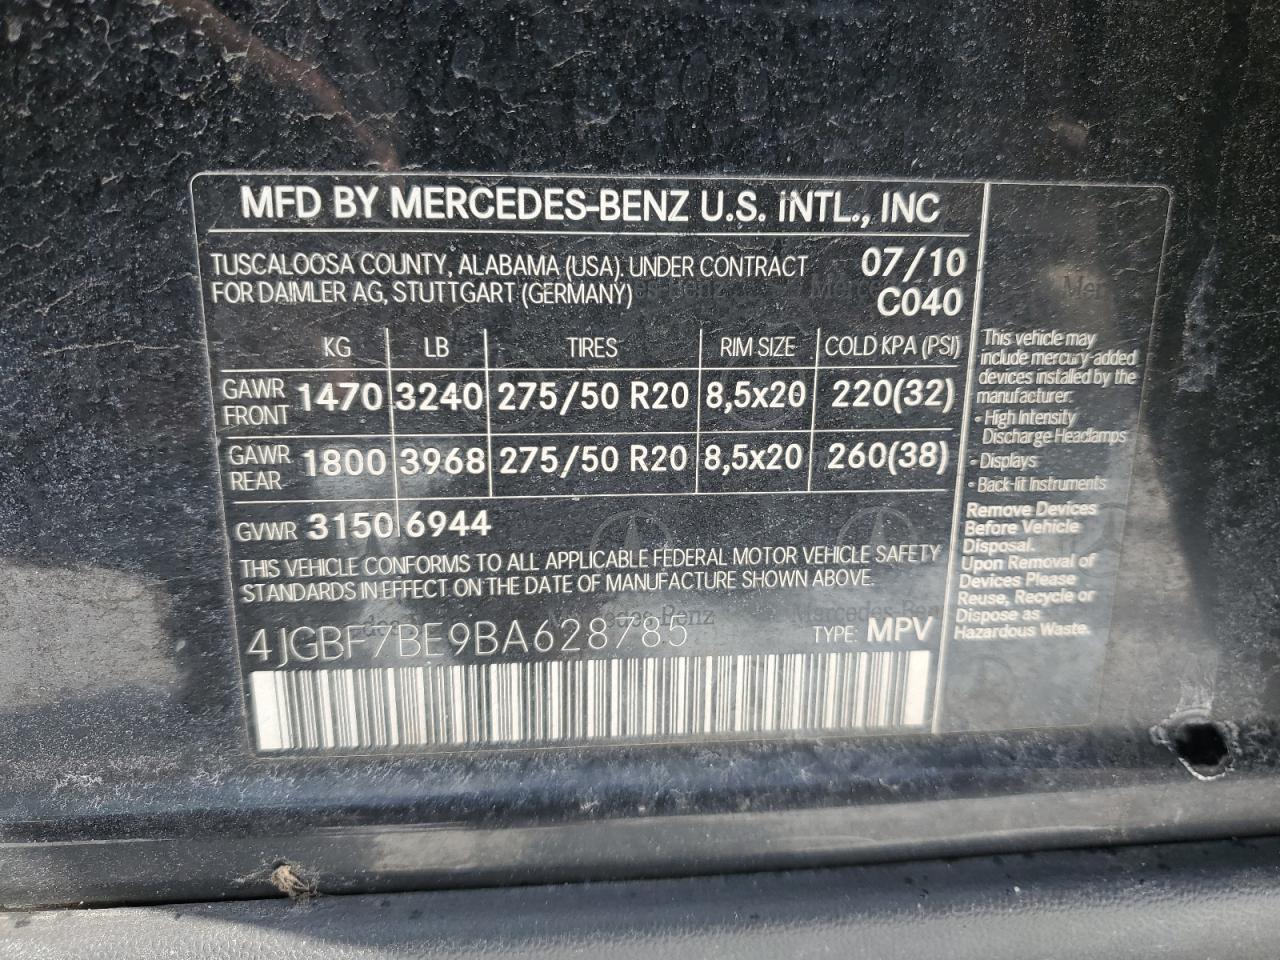 MFD BY MERCEDES-BENZ U.S. INTL., INC
TUSCALOOSA COUNTY, ALABAMA (USA). UNDER CONTRACT 07/10
FOR DAIMLER AG, STUTTGART (GERMANY) C040
KG LB TIRES RIM SIZE COLD KPA (PSI)
GAWR FRONT 1470 3240 275/50 R20 8,5x20 220(32)
GAWR REAR 1800 3968 275/50 R20 8,5x20 260(38)
GVWR 3150 6944
THIS VEHICLE CONFORMS TO ALL APPLICABLE FEDERAL MOTOR VEHICLE SAFETY
STANDARDS IN EFFECT ON THE DATE OF MANUFACTURE SHOWN ABOVE.
4JGBF7BE9BA628785 TYPE: MPV
This vehicle may
include mercury-added
devices installed by the
manufacturer:
• High Intensity
Discharge Headlamps
• Displays
• Back-lit Instruments
Remove Devices
Before Vehicle
Disposal.
Upon Removal of
Devices Please
Reuse, Recycle or
Dispose as
Hazardous Waste.